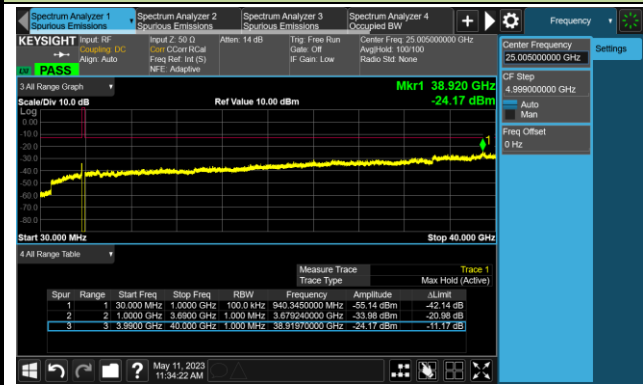 Spectrum Analyzer 1
Spurious Emissions
Spectrum Analyzer 2
Spurious Emissions
Spectrum Analyzer 3
Spurious Emissions
Spectrum Analyzer 4
Occupied BW
Frequency
KEYSIGHT
PASS
Input: RF
Coupling: DC
Align: Auto
Input Z: 50 Ω
Corr CCorr RCal
Freq Ref: Int (S)
NFE: Adaptive
Atten: 14 dB
Trig: Free Run
Gate: Off
IF Gain: Low
Center Freq: 25.005000000 GHz
Avg|Hold: 100/100
Radio Std: None
Center Frequency
25.005000000 GHz
Settings
CF Step
4.999000000 GHz
Auto
Man
Freq Offset
0 Hz
3 All Range Graph
Mkr1 38.920 GHz
Scale/Div 10.0 dB
Ref Value 10.00 dBm
-24.17 dBm
Log
0.00
-10.0
-20.0
-30.0
-40.0
-50.0
-60.0
-70.0
-80.0
1
Start 30.000 MHz
Stop 40.000 GHz
4 All Range Table
Measure Trace Trace 1
Trace Type Max Hold (Active)
Spur Range Start Freq Stop Freq RBW Frequency Amplitude ΔLimit
1 1 30.000 MHz 1.0000 GHz 100.0 kHz 940.3450000 MHz -55.14 dBm -42.14 dB
2 2 1.0000 GHz 3.6900 GHz 1.000 MHz 3.679240000 GHz -33.98 dBm -20.98 dB
3 3 3.9900 GHz 40.000 GHz 1.000 MHz 38.91970000 GHz -24.17 dBm -11.17 dB
May 11, 2023
11:34:22 AM